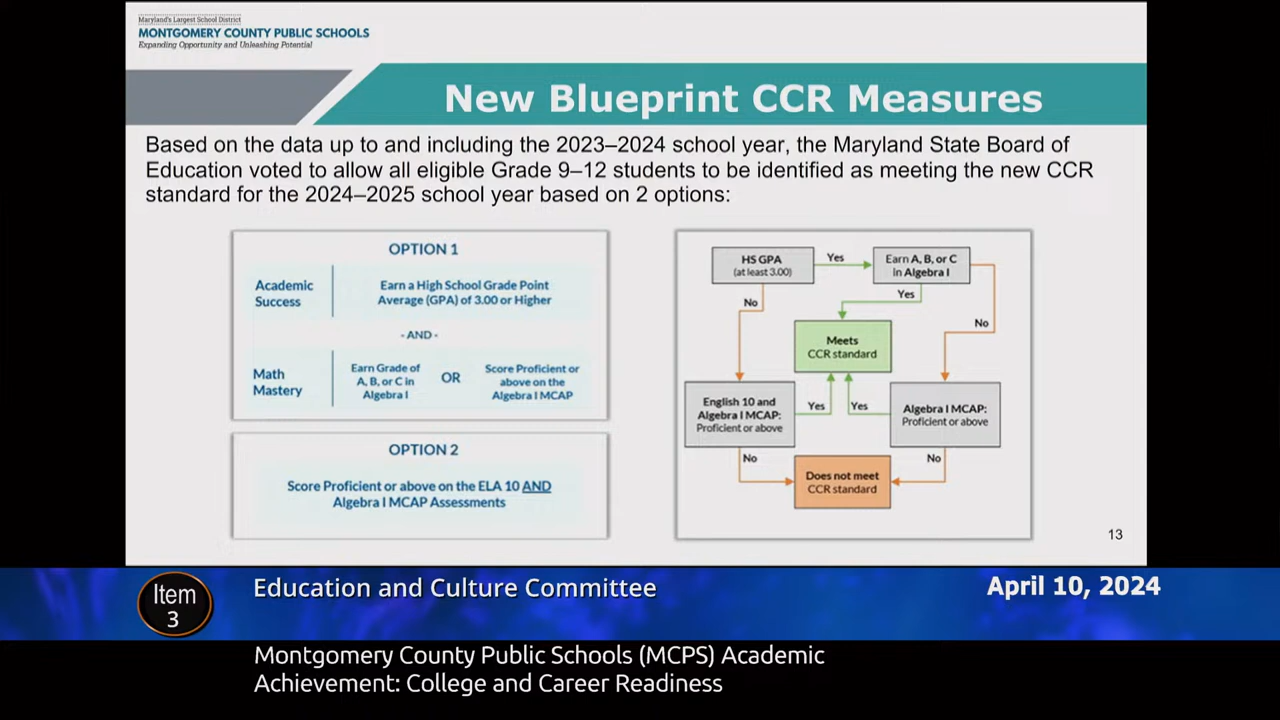 Maryland's Largest School District
MONTGOMERY COUNTY PUBLIC SCHOOLS
Expanding Opportunity and Unleashing Potential
New Blueprint CCR Measures
Based on the data up to and including the 2023–2024 school year, the Maryland State Board of
Education voted to allow all eligible Grade 9–12 students to be identified as meeting the new CCR
standard for the 2024–2025 school year based on 2 options:
OPTION 1
Academic
Success
Earn a High School Grade Point
Average (GPA) of 3.00 or Higher
- AND -
Math
Mastery
Earn Grade of
A, B, or C in
Algebra I
OR
Score Proficient or
above on the
Algebra I MCAP
OPTION 2
Score Proficient or above on the ELA 10 AND
Algebra I MCAP Assessments
HS GPA
(at least 3.00)
Yes
Earn A, B, or C
in Algebra I
No
Yes
No
Meets
CCR standard
English 10 and
Algebra I MCAP:
Proficient or above
Yes
Yes
Algebra I MCAP:
Proficient or above
No
No
Does not meet
CCR standard
13
Item
3
Education and Culture Committee
April 10, 2024
Montgomery County Public Schools (MCPS) Academic
Achievement: College and Career Readiness